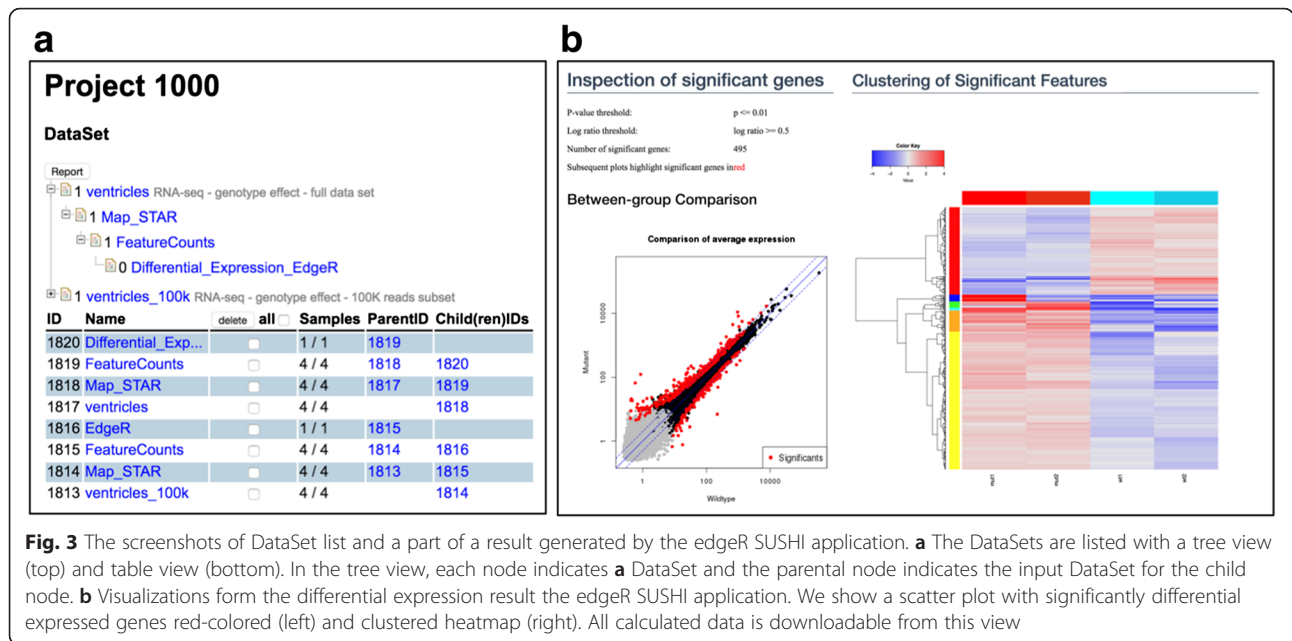 a
Project 1000
DataSet
Report
1 ventricles RNA-seq - genotype effect - full data set
1 Map_STAR
1 FeatureCounts
0 Differential_Expression_EdgeR
1 ventricles_100k RNA-seq - genotype effect - 100K reads subset
ID Name delete all Samples ParentID Child(ren)IDs
1820 Differential_Exp... 1 / 1 1819
1819 FeatureCounts 4 / 4 1818 1820
1818 Map_STAR 4 / 4 1817 1819
1817 ventricles 4 / 4 1818
1816 EdgeR 1 / 1 1815
1815 FeatureCounts 4 / 4 1814 1816
1814 Map_STAR 4 / 4 1813 1815
1813 ventricles_100k 4 / 4 1814
b
Inspection of significant genes
P-value threshold: p <= 0.01
Log ratio threshold: log ratio >= 0.5
Number of significant genes: 495
Subsequent plots highlight significant genes inred
Between-group Comparison
Comparison of average expression
Mutant
10000
100
1
1 100 10000
Wildtype
Significants
Clustering of Significant Features
Color Key
-4 -2 0 2 4
Value
mut1 mut2 wt1 wt2
Fig. 3 The screenshots of DataSet list and a part of a result generated by the edgeR SUSHI application. a The DataSets are listed with a tree view
(top) and table view (bottom). In the tree view, each node indicates a DataSet and the parental node indicates the input DataSet for the child
node. b Visualizations form the differential expression result the edgeR SUSHI application. We show a scatter plot with significantly differential
expressed genes red-colored (left) and clustered heatmap (right). All calculated data is downloadable from this view